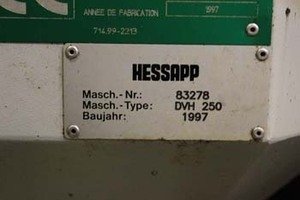 ANNEE DE FABRICATION 1997
714.99-2213
HESSAPP
Masch.-Nr.: 83278
Masch.-Type: DVH 250
Baujahr: 1997